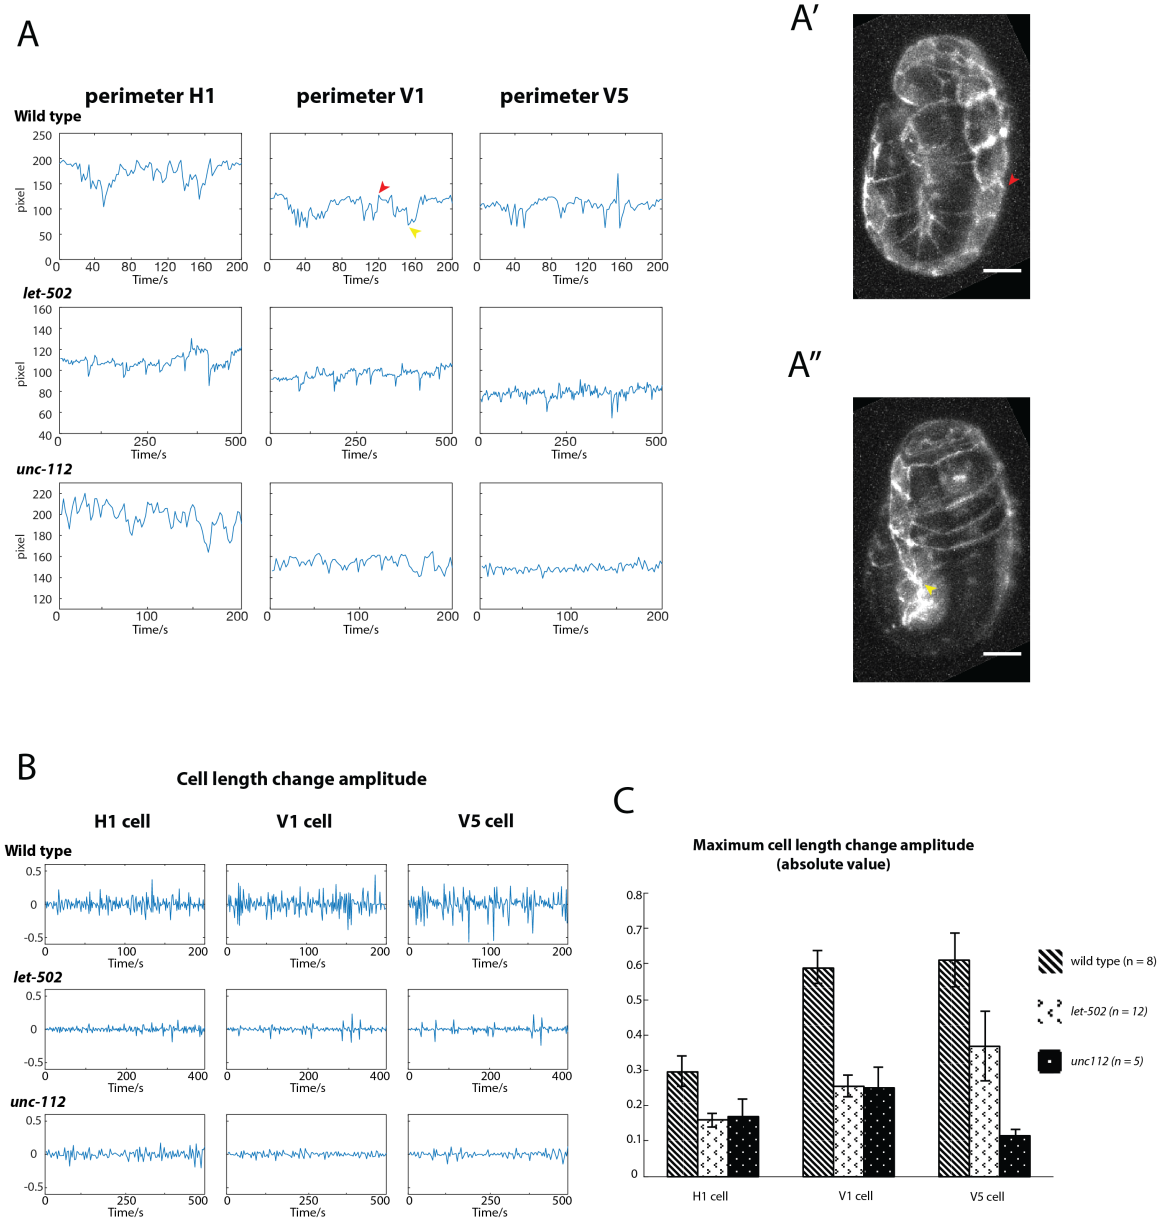 A
A′
perimeter H1 perimeter V1 perimeter V5
Wild type
250
200
150
100
50
0
pixel
0 40 80 120 160 200
0 40 80 120 160 200
0 40 80 120 160 200
Time/s Time/s Time/s
let-502
160
140
120
100
80
60
40
pixel
0 250 500
0 250 500
0 250 500
Time/s Time/s Time/s
A″
unc-112
220
200
180
160
140
120
pixel
0 100 200
0 100 200
0 100 200
Time/s Time/s Time/s
B
Cell length change amplitude
H1 cell V1 cell V5 cell
Wild type
0.5
0
-0.5
0 100 200
0 100 200
0 100 200
Time/s Time/s Time/s
let-502
0.5
0
-0.5
0 200 400
0 200 400
0 200 400
Time/s Time/s Time/s
unc-112
0.5
0
-0.5
0 250 500
0 250 500
0 250 500
Time/s Time/s Time/s
C
Maximum cell length change amplitude
(absolute value)
0.8
0.7
0.6
0.5
0.4
0.3
0.2
0.1
0
H1 cell V1 cell V5 cell
wild type (n = 8)
let-502 (n = 12)
unc112 (n = 5)